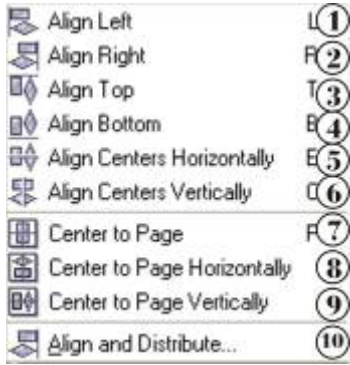 Align Left L 1
Align Right R 2
Align Top T 3
Align Bottom B 4
Align Centers Horizontally E 5
Align Centers Vertically C 6
Center to Page P 7
Center to Page Horizontally 8
Center to Page Vertically 9
Align and Distribute... 10